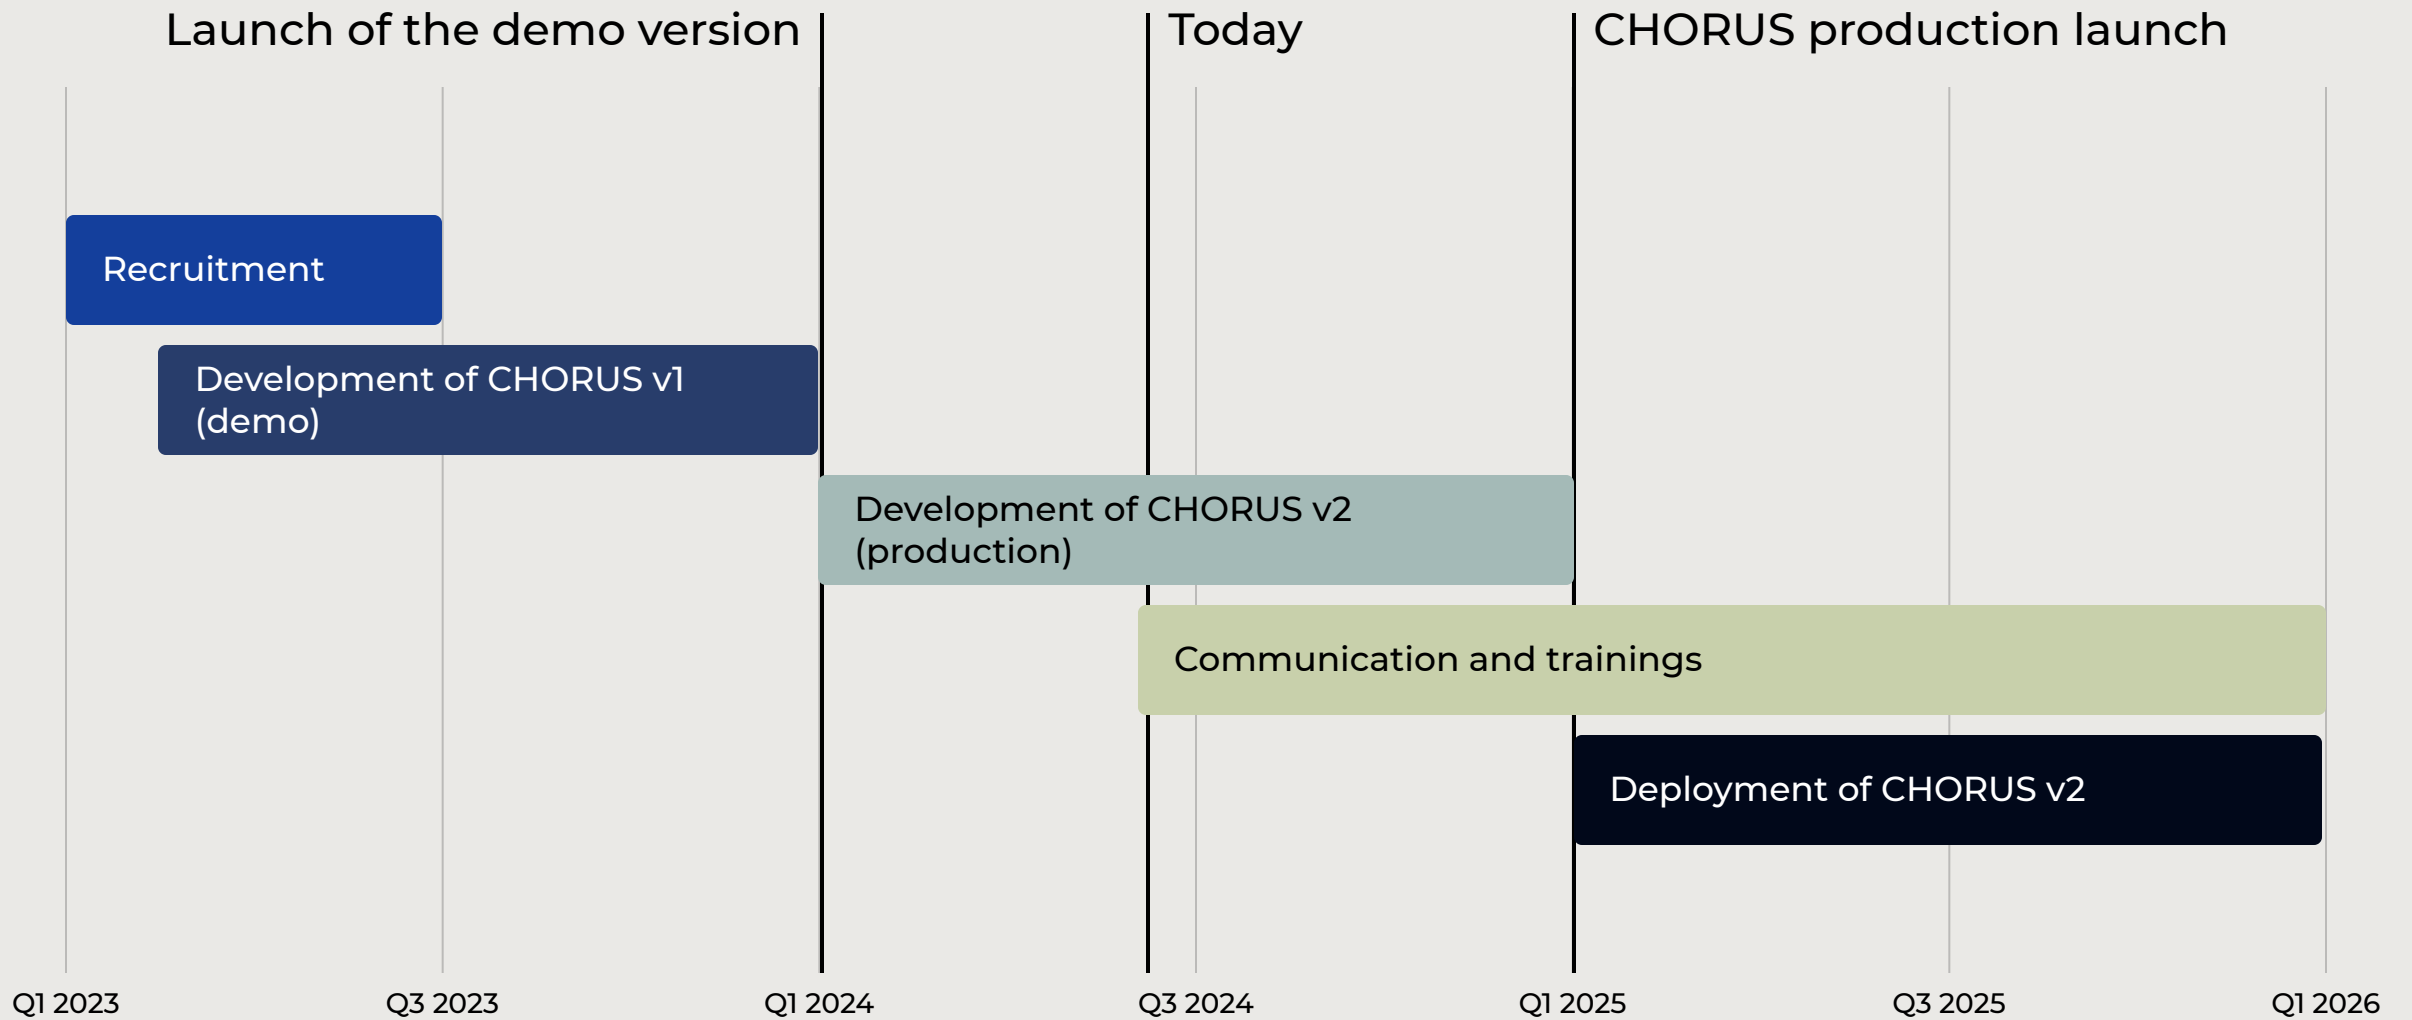 Launch of the demo version
Today
CHORUS production launch
Recruitment
Development of CHORUS v1
(demo)
Development of CHORUS v2
(production)
Communication and trainings
Deployment of CHORUS v2
Q1 2023
Q3 2023
Q1 2024
Q3 2024
Q1 2025
Q3 2025
Q1 2026